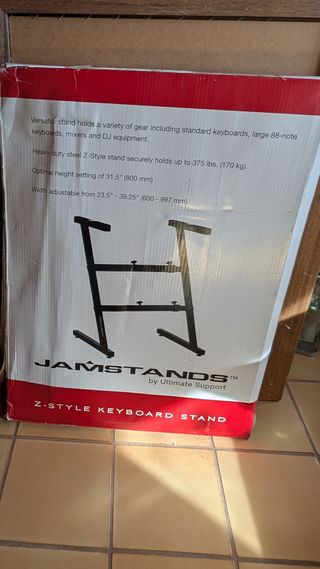 Versatile stand holds a variety of gear including standard keyboards, large 88-note
keyboards, mixers and DJ equipment.
Heavy-duty steel Z-Style stand securely holds up to 375 lbs. (170 kg).
Optimal height setting of 31.5" (800 mm)
Width adjustable from 23.5" - 39.25" (600 - 997 mm)
JAMSTANDS™
by Ultimate Support
Z-STYLE KEYBOARD STAND